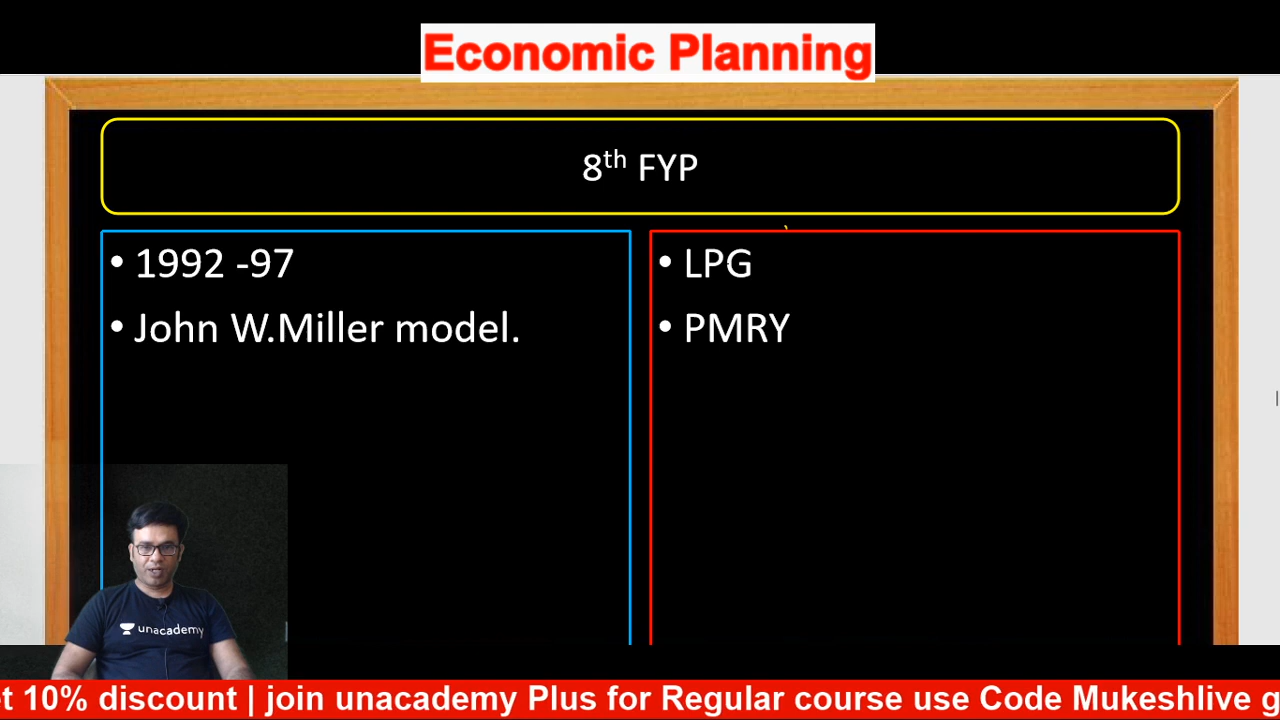 Economic Planning
8th FYP
• 1992 -97
• John W.Miller model.
• LPG
• PMRY
unacademy
t 10% discount | join unacademy Plus for Regular course use Code Mukeshlive g